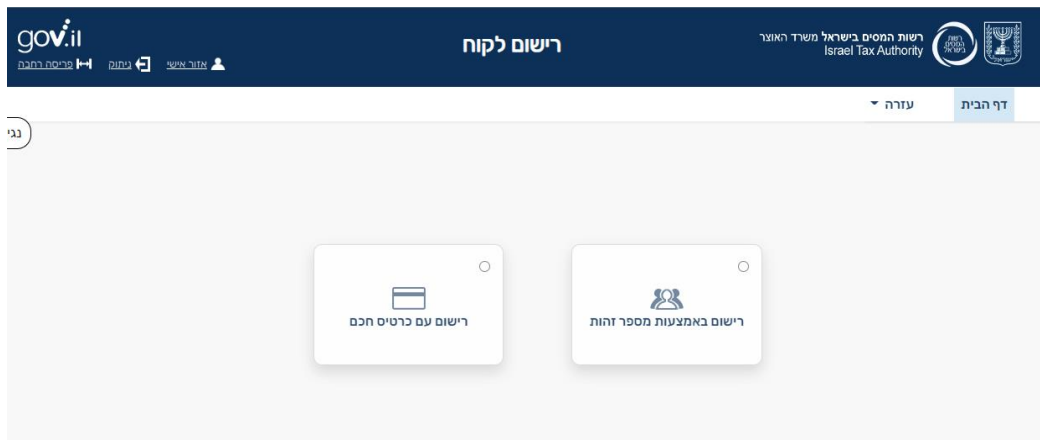 רשות המסים בישראל משרד האוצר
Israel Tax Authority
רישום לקוח
gov.il
אזור אישי
ניתוק
פריסה רחבה
דף הבית
עזרה
נגי
רישום באמצעות מספר זהות
רישום עם כרטיס חכם